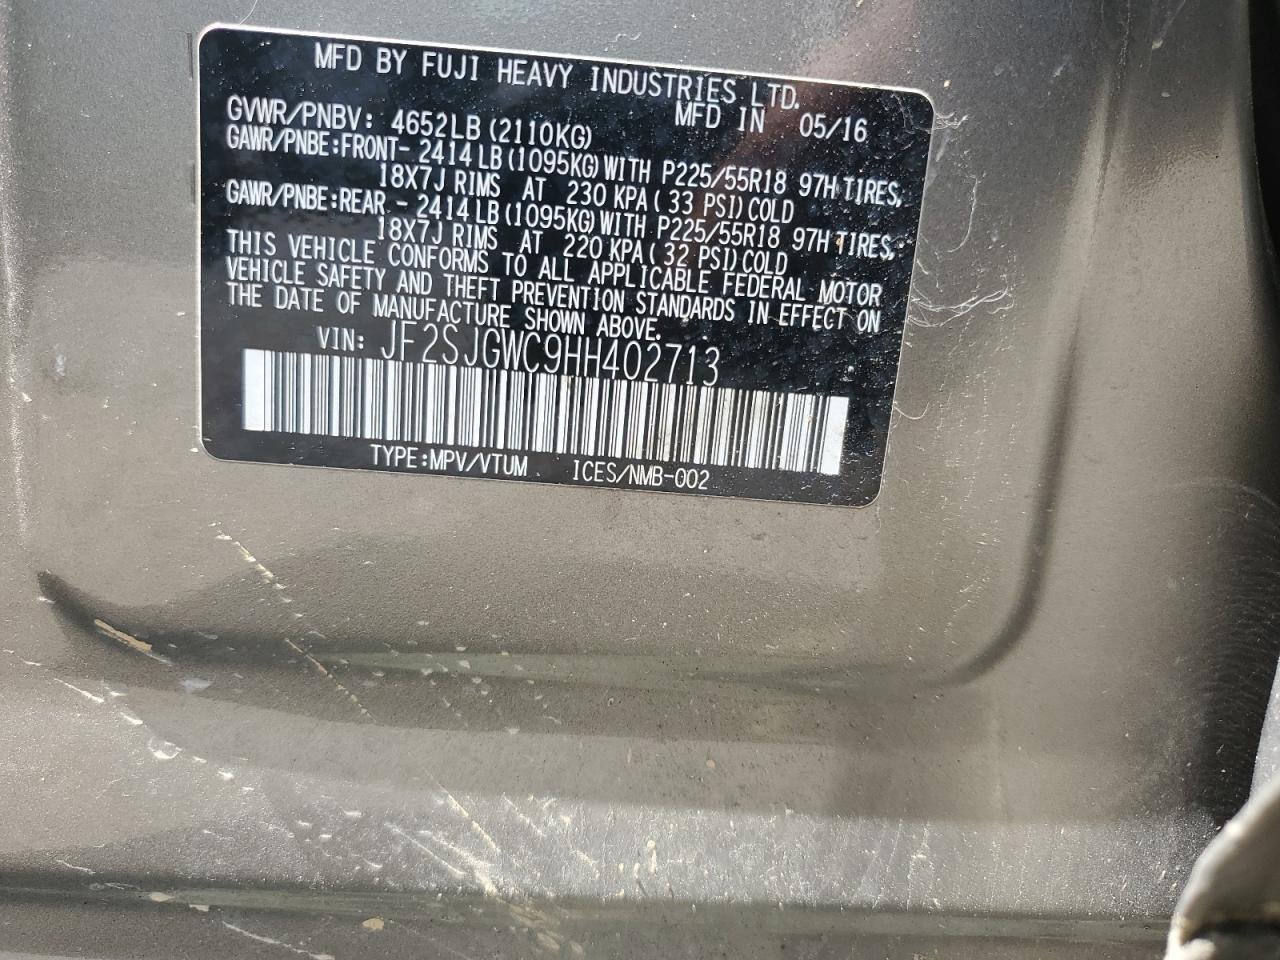 MFD BY FUJI HEAVY INDUSTRIES LTD.
MFD IN 05/16
GVWR/PNBV: 4652LB (2110KG)
GAWR/PNBE:FRONT- 2414 LB (1095KG) WITH P225/55R18 97H TIRES,
18X7J RIMS AT 230 KPA ( 33 PSI) COLD
GAWR/PNBE:REAR - 2414 LB (1095KG) WITH P225/55R18 97H TIRES,
18X7J RIMS AT 220 KPA ( 32 PSI) COLD
THIS VEHICLE CONFORMS TO ALL APPLICABLE FEDERAL MOTOR
VEHICLE SAFETY AND THEFT PREVENTION STANDARDS IN EFFECT ON
THE DATE OF MANUFACTURE SHOWN ABOVE.
VIN: JF2SJGWC9HH402713
TYPE:MPV/VTUM ICES/NMB-002